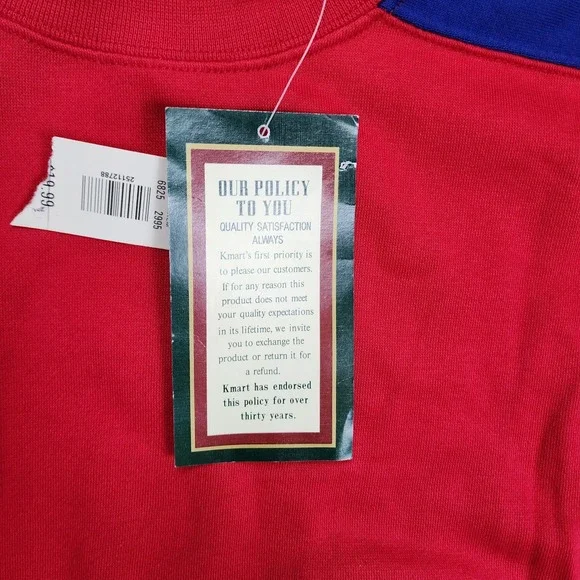 $19.99
6825 2995
25112788
OUR POLICY
TO YOU
QUALITY SATISFACTION
ALWAYS
Kmart's first priority is
to please our customers.
If for any reason this
product does not meet
your quality expectations
in its lifetime, we invite
you to exchange the
product or return it for
a refund.
Kmart has endorsed
this policy for over
thirty years.